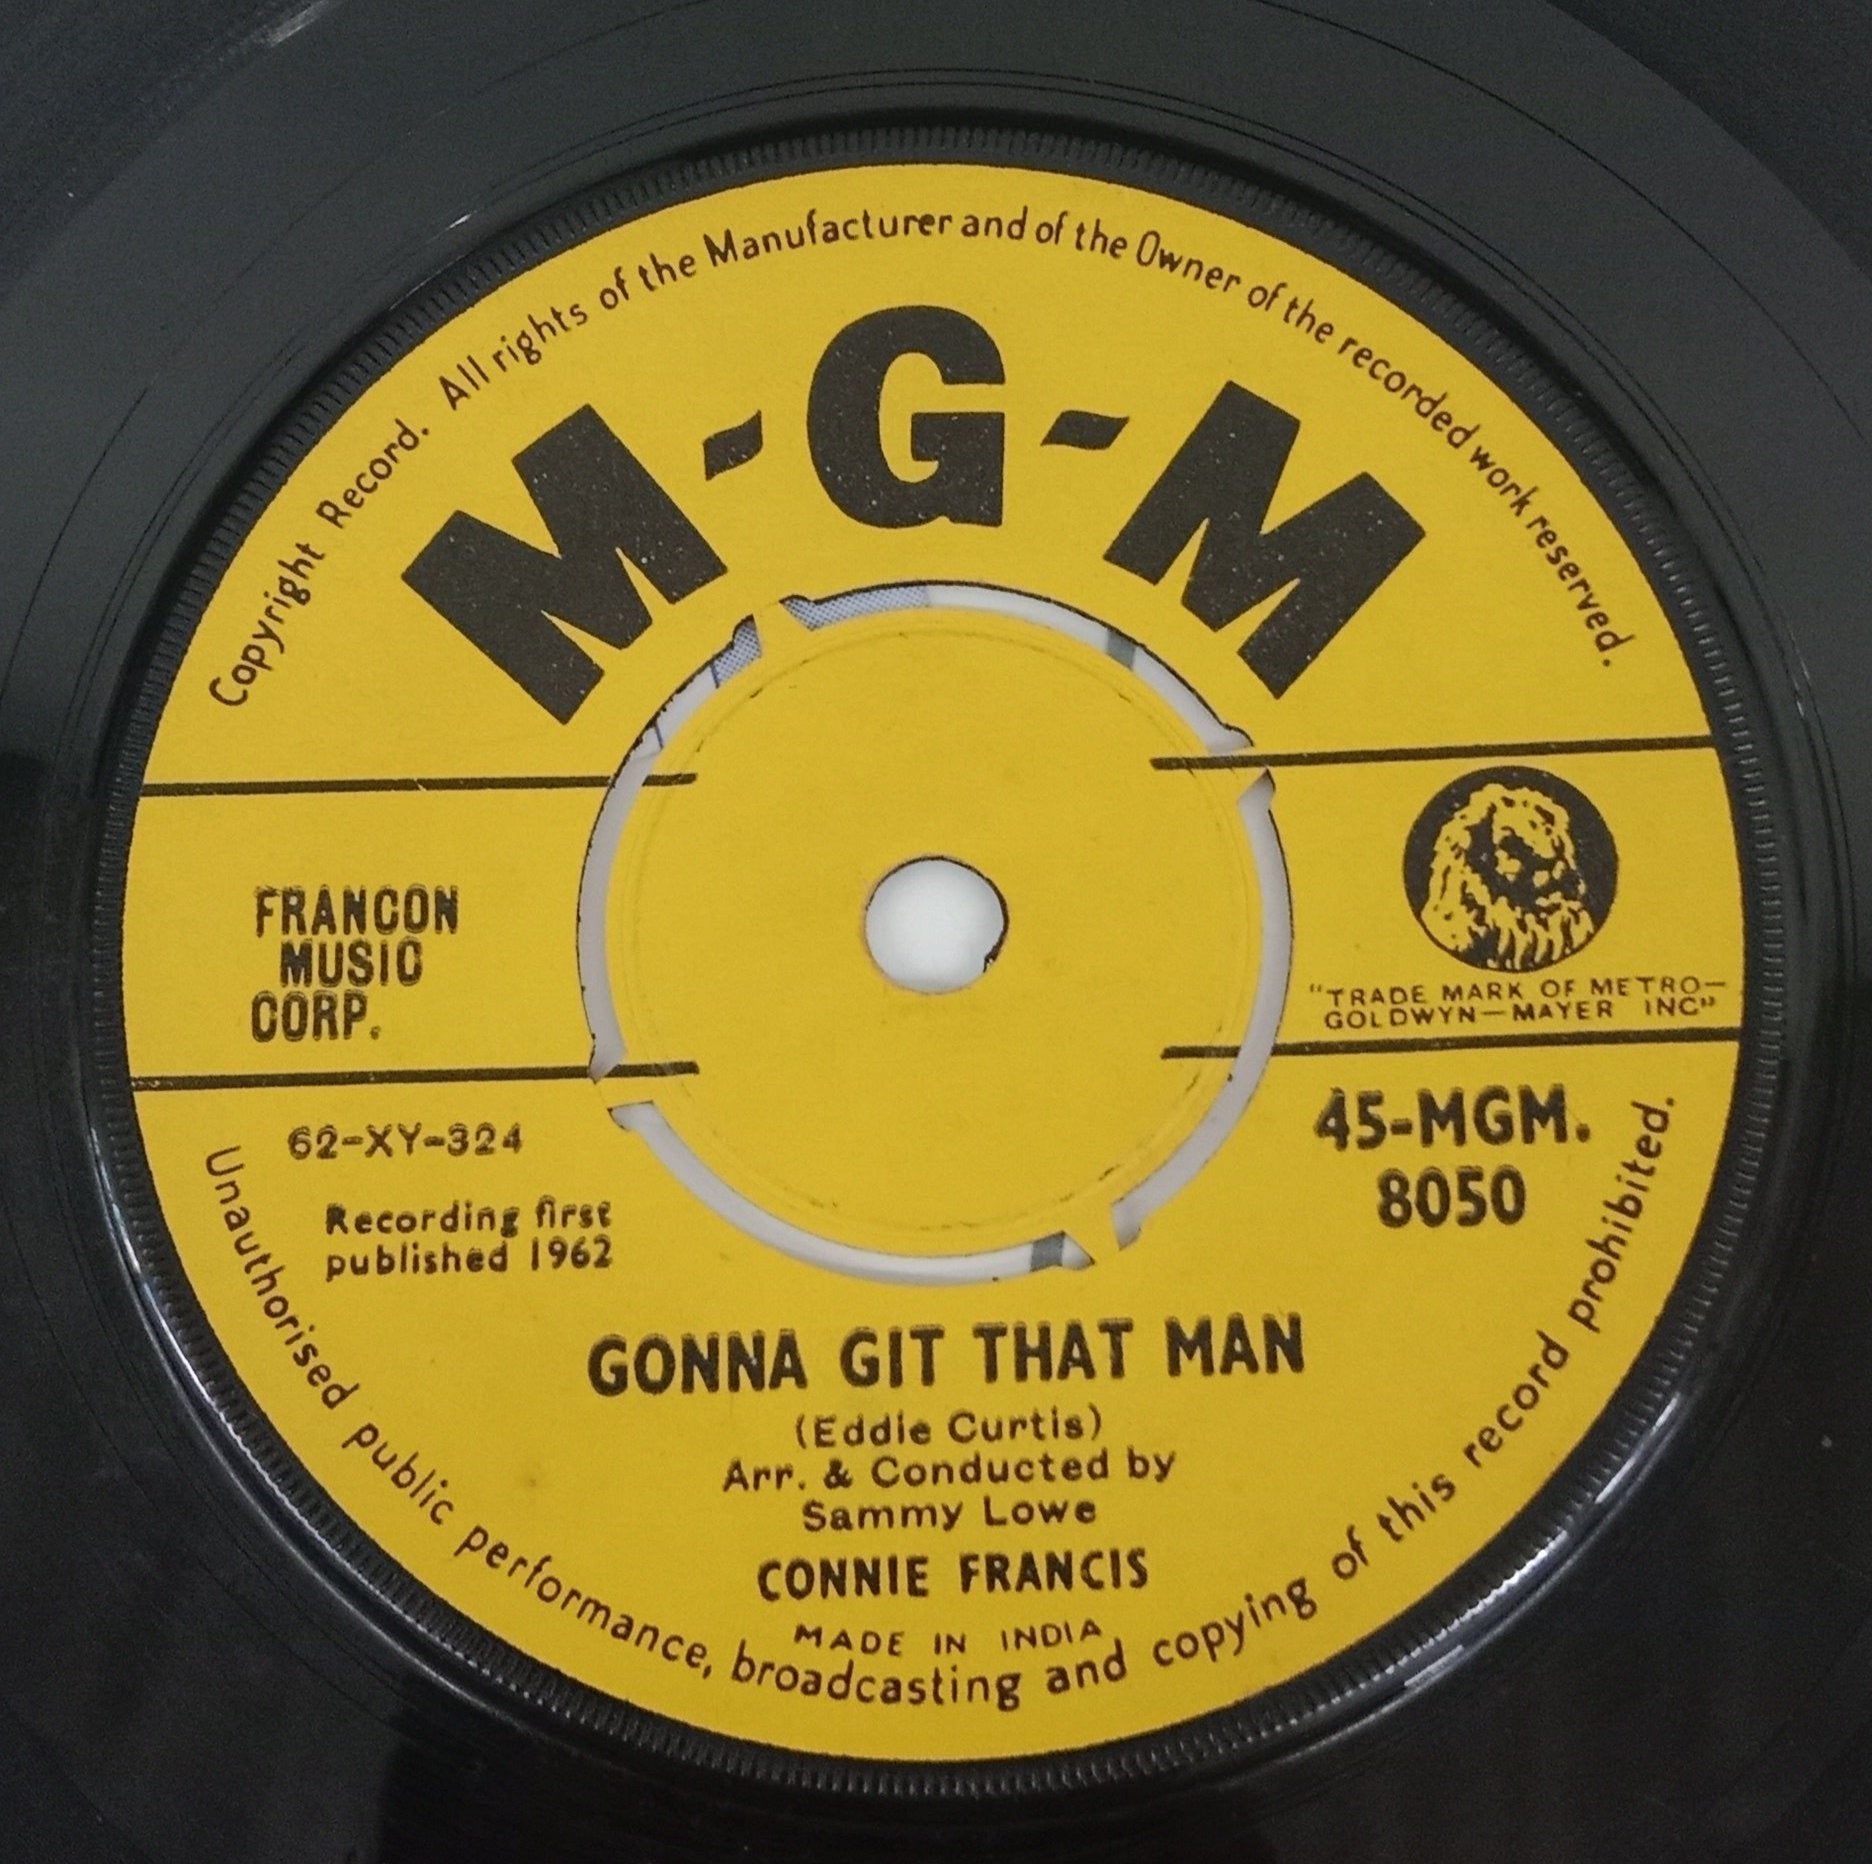 Copyright Record. All rights of the Manufacturer and of the Owner of the recorded work reserved.
M-G-M
FRANCON
MUSIC
CORP.
"TRADE MARK OF METRO-
GOLDWYN-MAYER INC"
62-XY-324
Recording first
published 1962
45-MGM.
8050
GONNA GIT THAT MAN
(Eddie Curtis)
Arr. & Conducted by
Sammy Lowe
CONNIE FRANCIS
MADE IN INDIA
Unauthorised public performance, broadcasting and copying of this record prohibited.